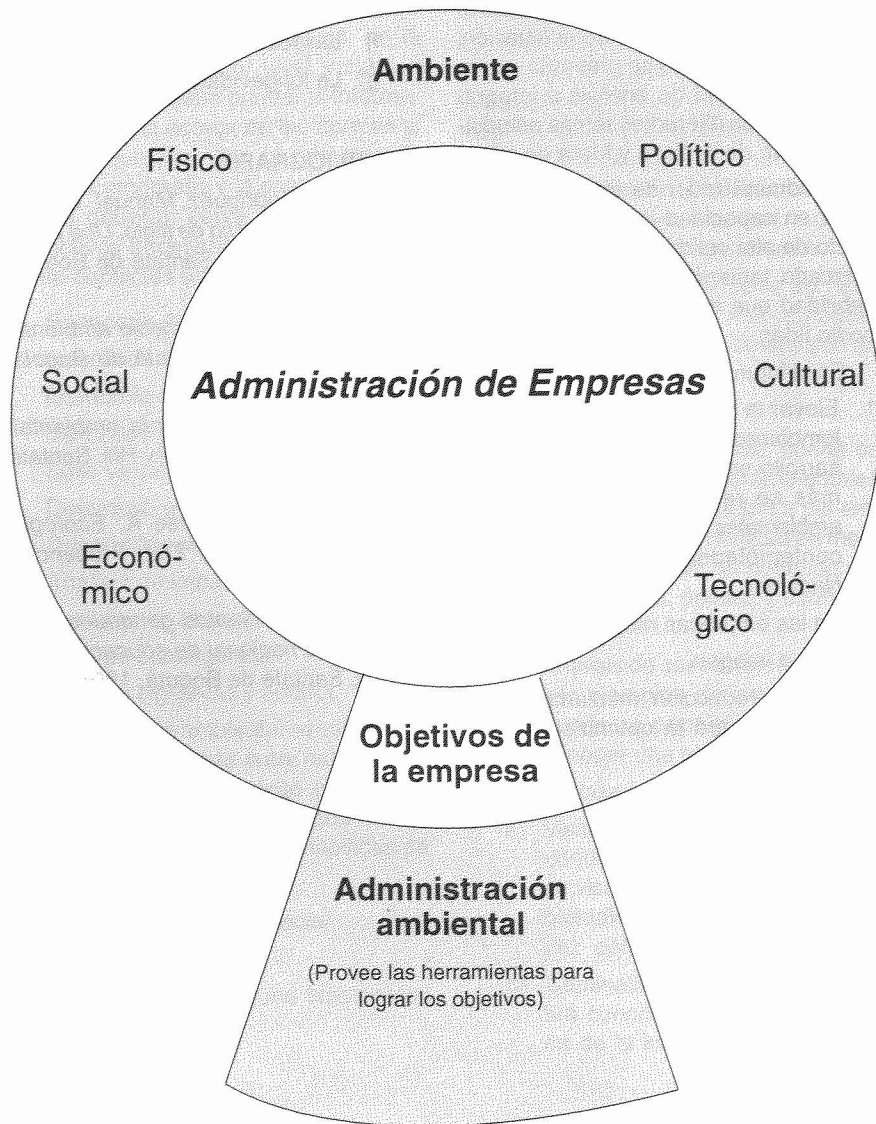 Ambiente
Físico
Político
Social
Administración de Empresas
Cultural
Econó-
mico
Tecnoló-
gico
Objetivos de
la empresa
Administración
ambiental
(Provee las herramientas para
lograr los objetivos)